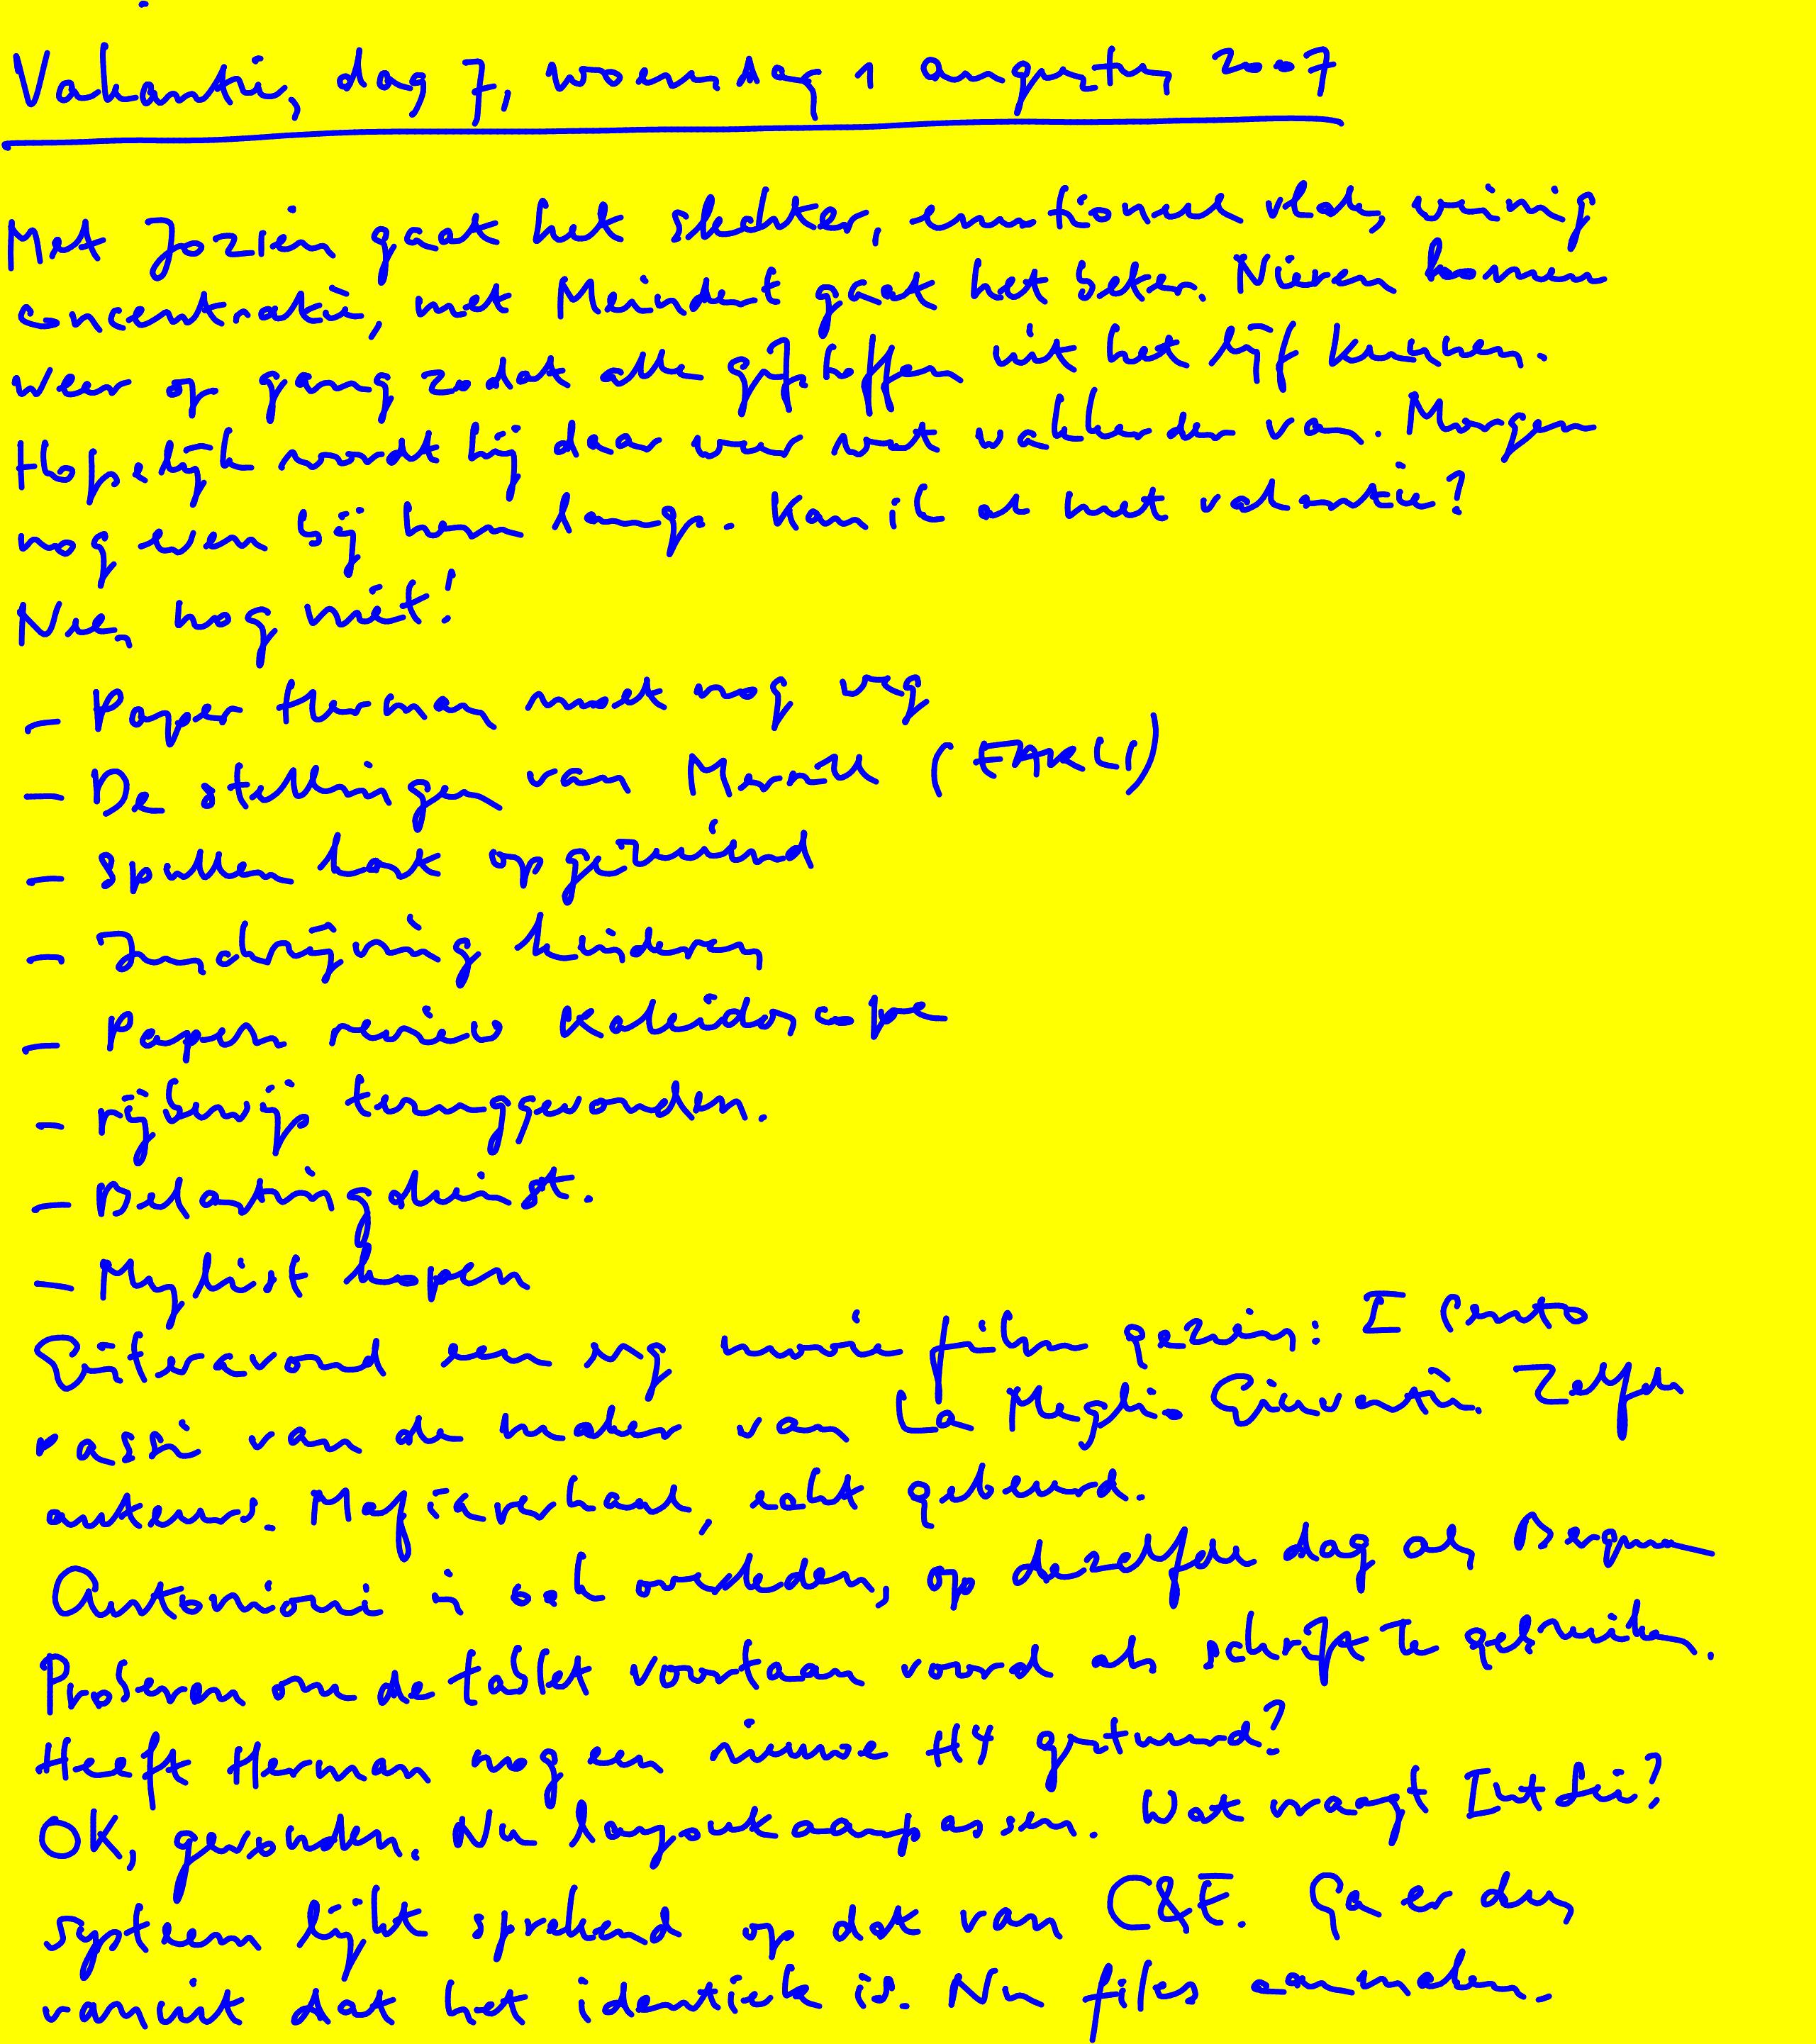 Vakantie, dag 7, woensdag 1 augustus 2007
Met Jozien gaat het slechter, emotioneel vlak, weinig
concentratie, met Meindert gaat het beter. Nieren komen
weer op gang zodat alle gifstoffen uit het lijf kunnen.
Hopelijk wordt hij daar weer wat wakkerder van. Morgen
nog even bij hem langs. Kan ik al met vakantie?
Nee, nog niet!
- Paper Herman moet nog weg
- De stellingen van Merrill (EARLI)
- Spullen laat opgeruimd
- Inschrijving kinderen
- Papers review Kaleidoscope
- rijbewijs teruggevonden.
- Belastingdienst.
- Mylist kopen
Gisteravond een erg mooie film gezien: I Cento
Passi van de maker van La Meglio Gioventù. Zelfde
auteurs. Mafiaverhaal, echt gebeurd.
Antonioni is ook overleden, op dezelfde dag als Bergman
Proberen om de tablet voortaan vooral als schrift te gebruiken.
Heeft Herman nog een nieuwe H4 gestuurd?
OK, gevonden. Nu layout aanpassen. Wat vraagt
Systeem lijkt sprekend op dat van C&E. Ga er dus
vanuit dat het identiek is. Nu files aanmaken.